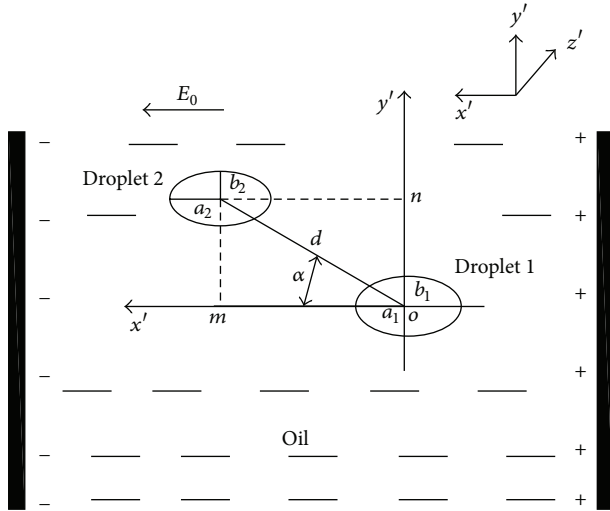 y′
z′
x′
E₀
y′
− +
Droplet 2
b₂
a₂
n
− +
d
Droplet 1
α
b₁
− +
a₁
o
x′
m
− +
Oil
− +
− +